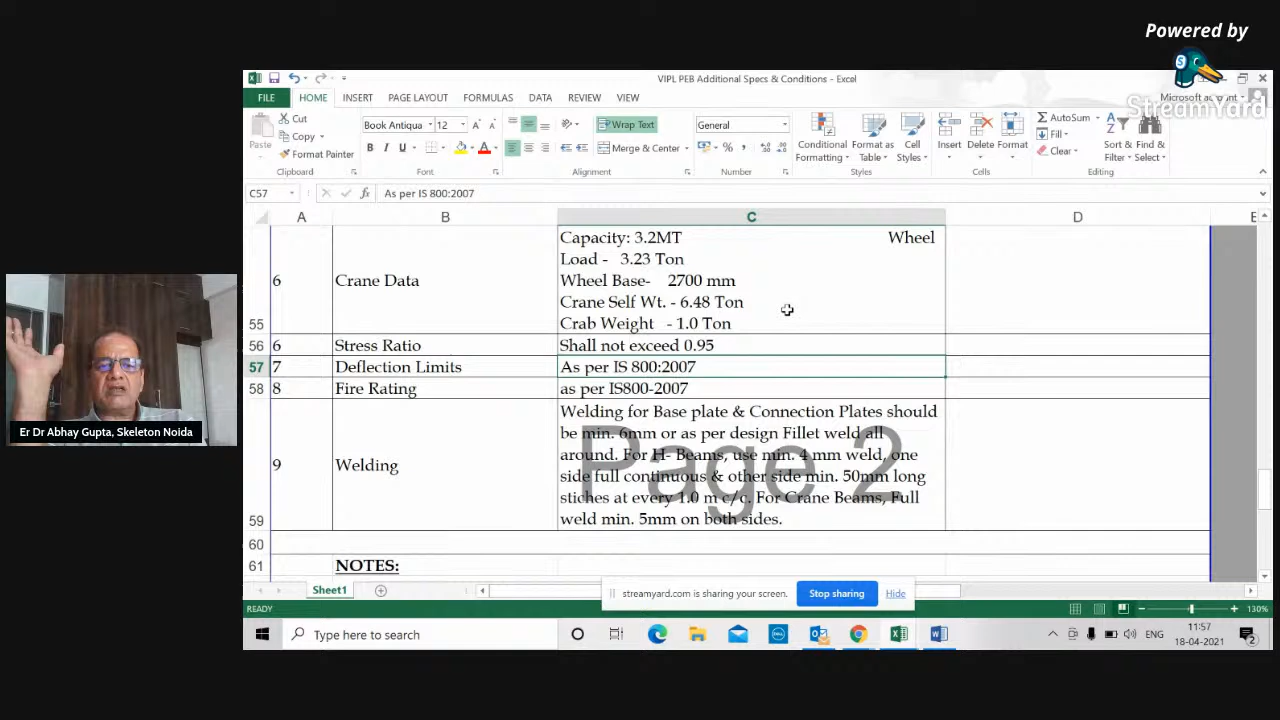 Powered by
StreamYard
VIPL PEB Additional Specs & Conditions - Excel
Microsoft account
FILE HOME INSERT PAGE LAYOUT FORMULAS DATA REVIEW VIEW
Cut
Copy
Format Painter
Paste
Book Antiqua 12
Wrap Text
Merge & Center
General
Conditional Formatting
Format as Table
Cell Styles
Insert Delete Format
AutoSum
Fill
Clear
Sort & Filter
Find & Select
Clipboard Font Alignment Number Styles Cells Editing
C57 As per IS 800:2007
A B C D E
Capacity: 3.2MT Wheel
Load - 3.23 Ton
55 6 Crane Data Wheel Base- 2700 mm
Crane Self Wt. - 6.48 Ton
Crab Weight - 1.0 Ton
56 6 Stress Ratio Shall not exceed 0.95
57 7 Deflection Limits As per IS 800:2007
58 8 Fire Rating as per IS800-2007
Welding for Base plate & Connection Plates should
be min. 6mm or as per design Fillet weld all
around. For H- Beams, use min. 4 mm weld, one
59 9 Welding side full continuous & other side min. 50mm long
stiches at every 1.0 m c/c. For Crane Beams, Full
weld min. 5mm on both sides.
Page 2
60
61 NOTES:
Sheet1
streamyard.com is sharing your screen. Stop sharing Hide
READY 130%
Type here to search
ENG
11:57
18-04-2021
2
Er Dr Abhay Gupta, Skeleton Noida